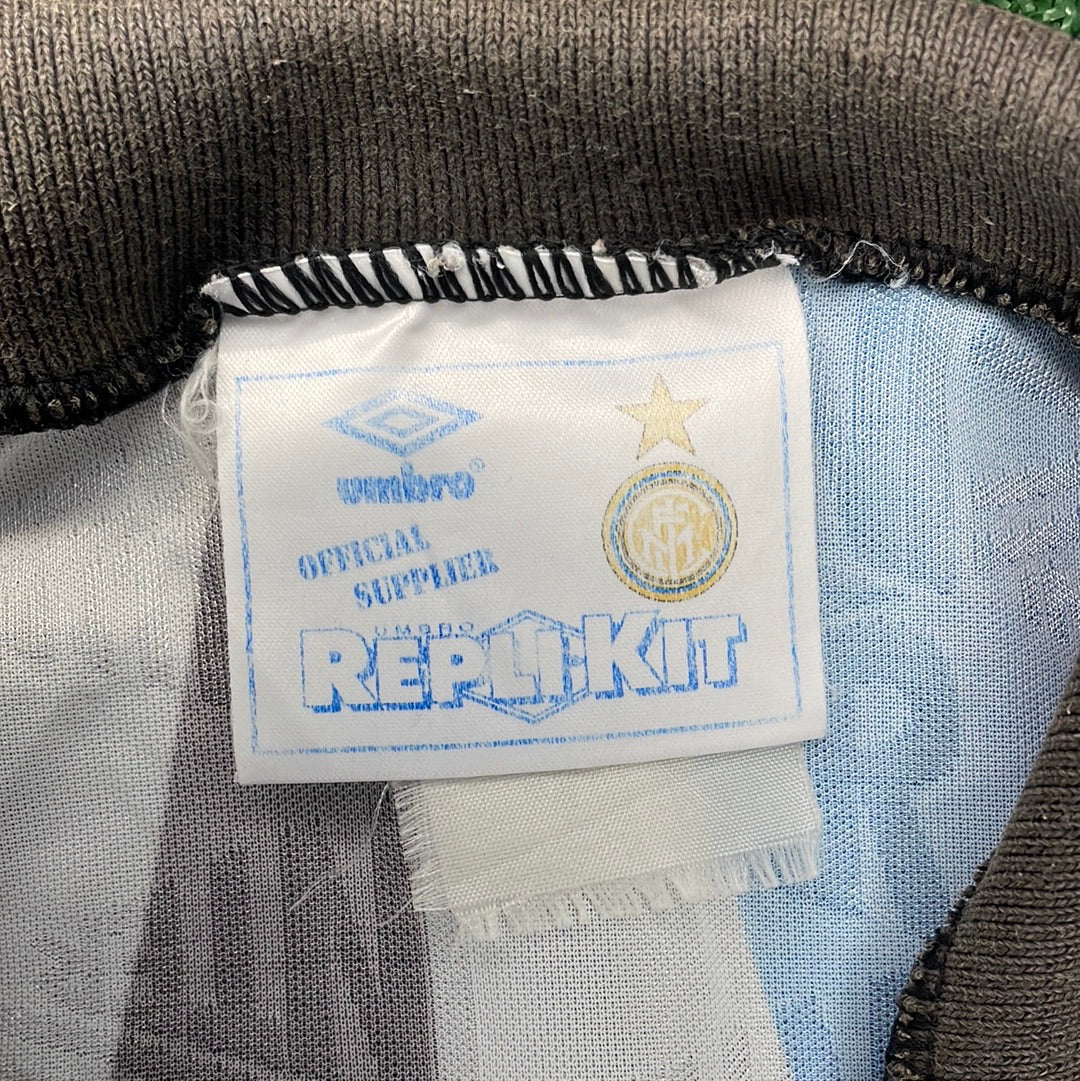 umbro®
OFFICIAL
SUPPLIER
UMBRO
REPLI·KIT